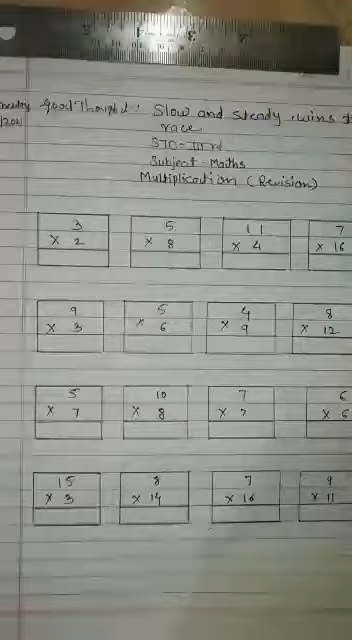 Good Thought : Slow and steady wins
race
STD - III rd
Subject - Maths
Multiplication (Revision)
3 5 11 7
× 2 × 8 × 4 × 16
9 5 4 8
× 3 × 6 × 9 × 12
5 10 7 6
× 7 × 8 × 7 × 6
15 8 7 9
× 3 × 14 × 10 × 11